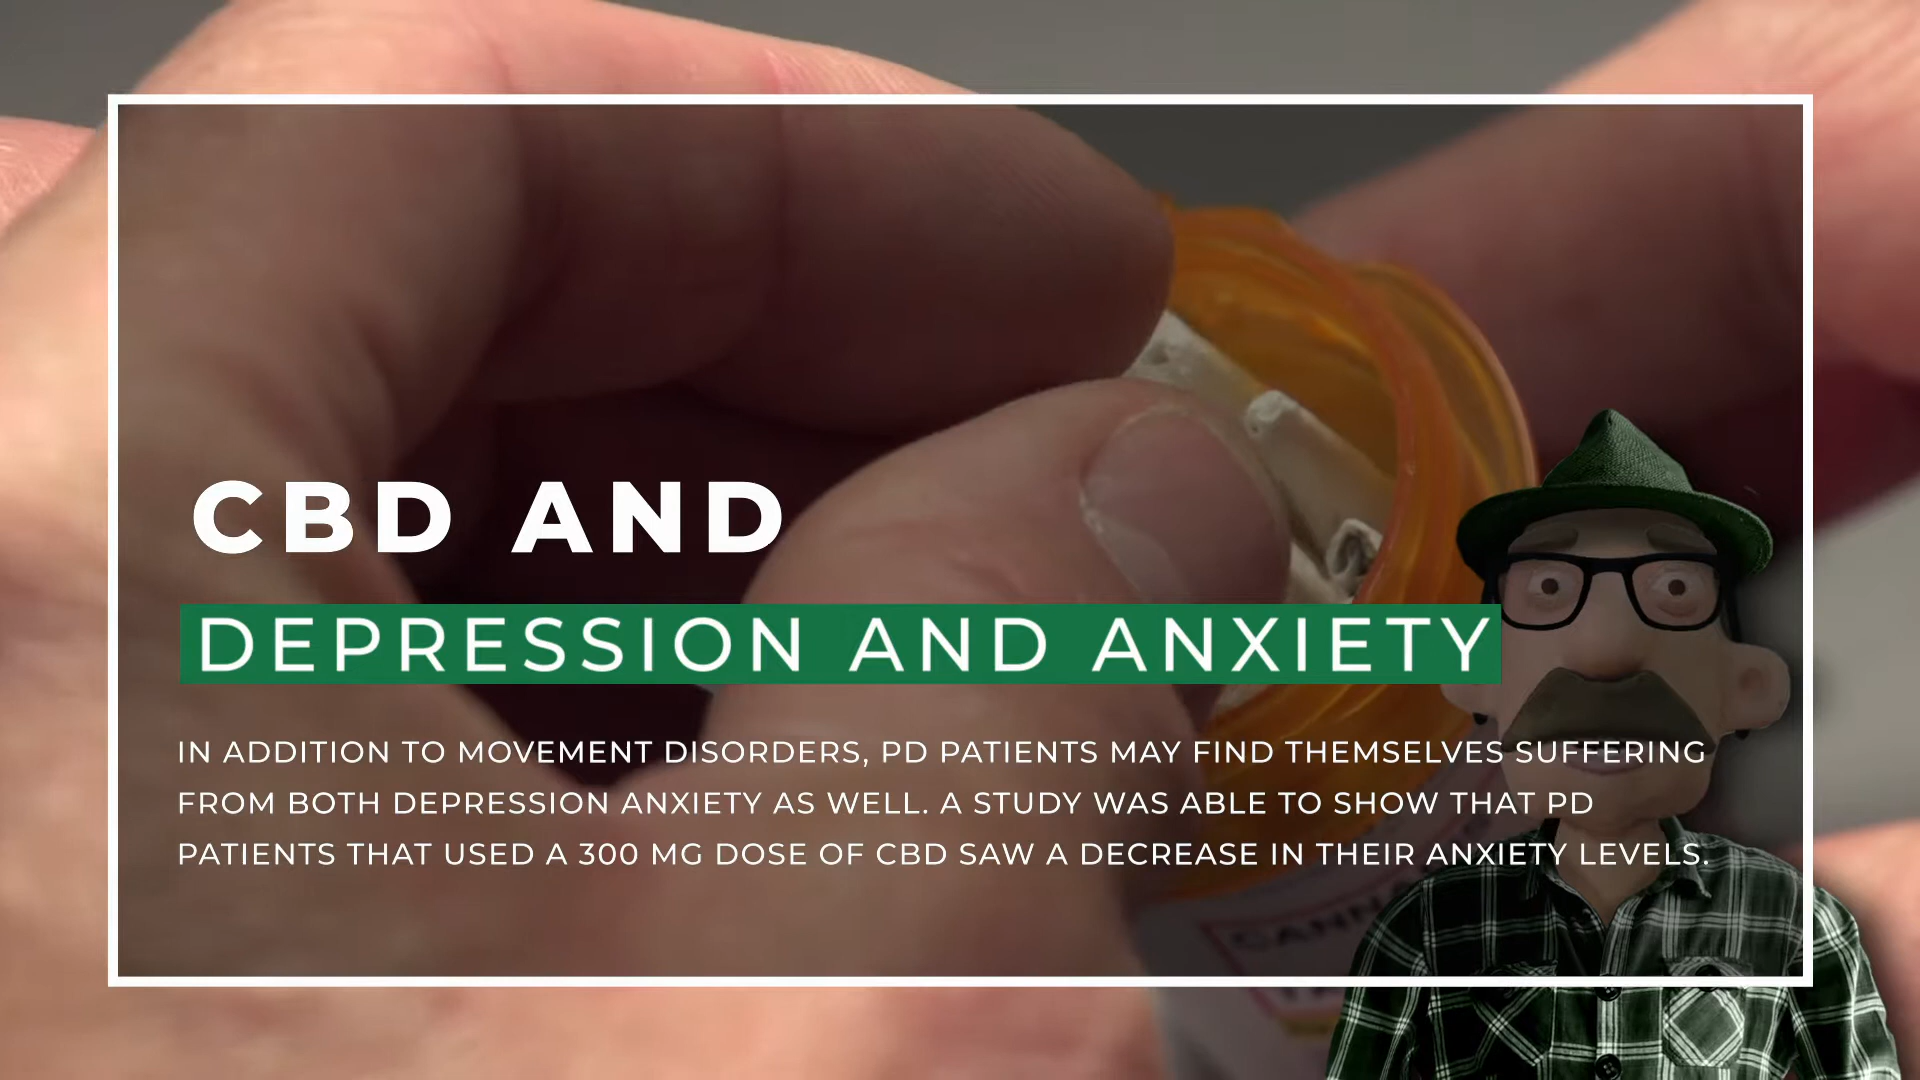 CBD AND
DEPRESSION AND ANXIETY
IN ADDITION TO MOVEMENT DISORDERS, PD PATIENTS MAY FIND THEMSELVES SUFFERING
FROM BOTH DEPRESSION ANXIETY AS WELL. A STUDY WAS ABLE TO SHOW THAT PD
PATIENTS THAT USED A 300 MG DOSE OF CBD SAW A DECREASE IN THEIR ANXIETY LEVELS.